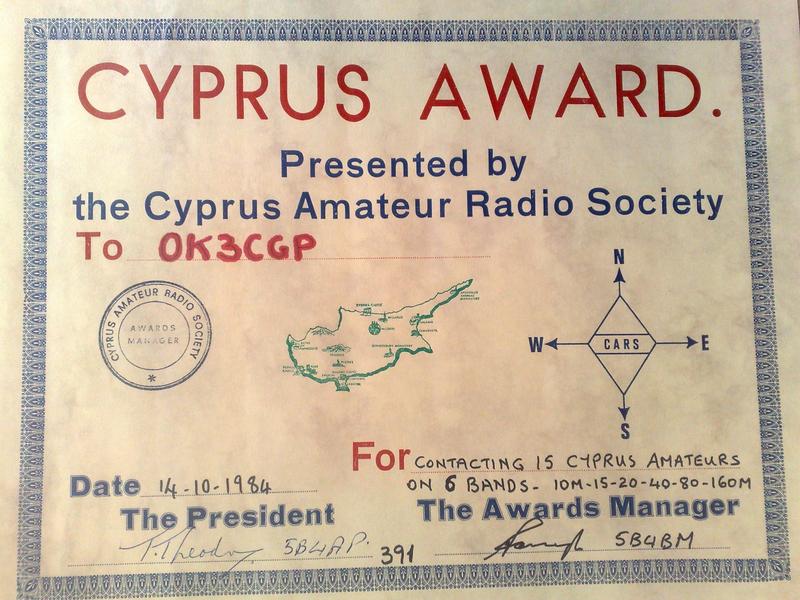 CYPRUS AWARD.
Presented by
the Cyprus Amateur Radio Society
To OK3CGP
CYPRUS AMATEUR RADIO SOCIETY
AWARDS
MANAGER
N
W CARS E
S
For CONTACTING 15 CYPRUS AMATEURS
ON 6 BANDS- 10M-15-20-40-80-160M
Date 14-10-1984
The President
The Awards Manager
5B4AP. 391
5B4BM